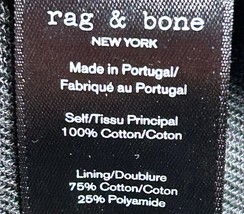 rag & bone
NEW YORK
Made in Portugal/
Fabriqué au Portugal
Self/Tissu Principal
100% Cotton/Coton
Lining/Doublure
75% Cotton/Coton
25% Polyamide